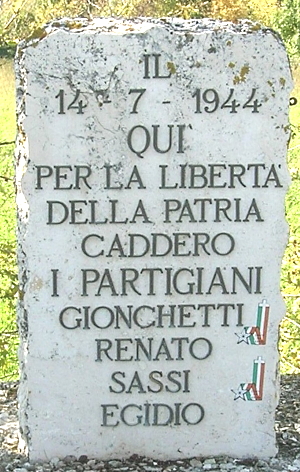 IL
14 - 7 - 1944
QUI
PER LA LIBERTA'
DELLA PATRIA
CADDERO
I PARTIGIANI
GIONCHETTI
RENATO
SASSI
EGIDIO